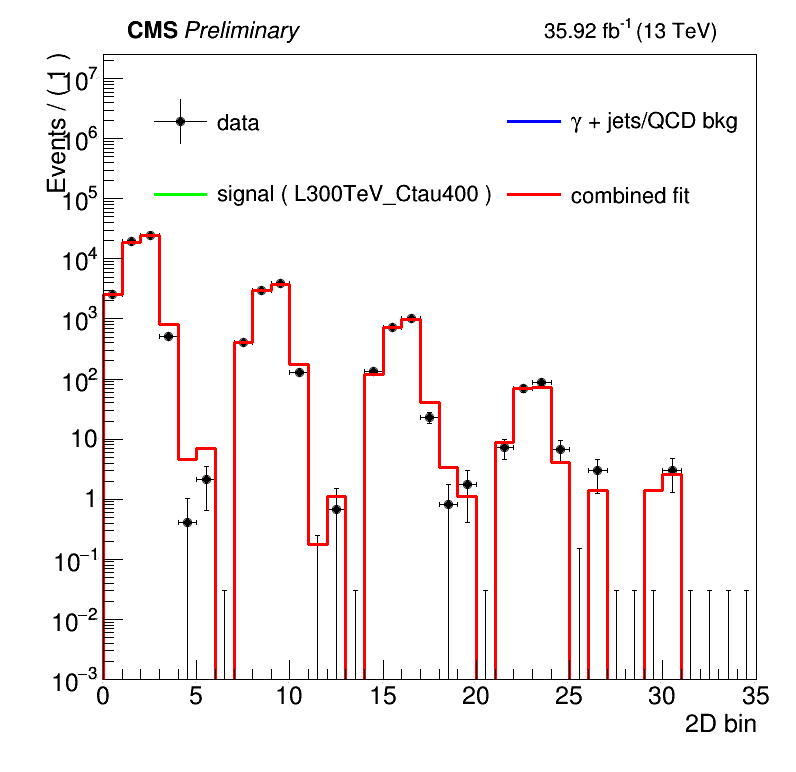 CMS Preliminary
35.92 fb⁻¹ (13 TeV)
Events / ( 1 )
data
γ + jets/QCD bkg
signal ( L300TeV_Ctau400 )
combined fit
10⁷
10⁶
10⁵
10⁴
10³
10²
10
1
10⁻¹
10⁻²
10⁻³
0 5 10 15 20 25 30 35
2D bin